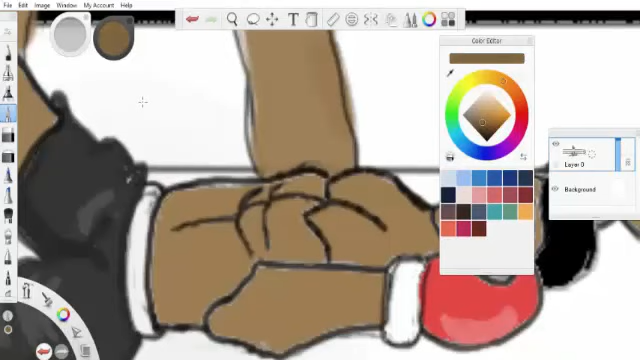 File Edit Image Window My Account Help
T
Color Editor
Layer 0
Background